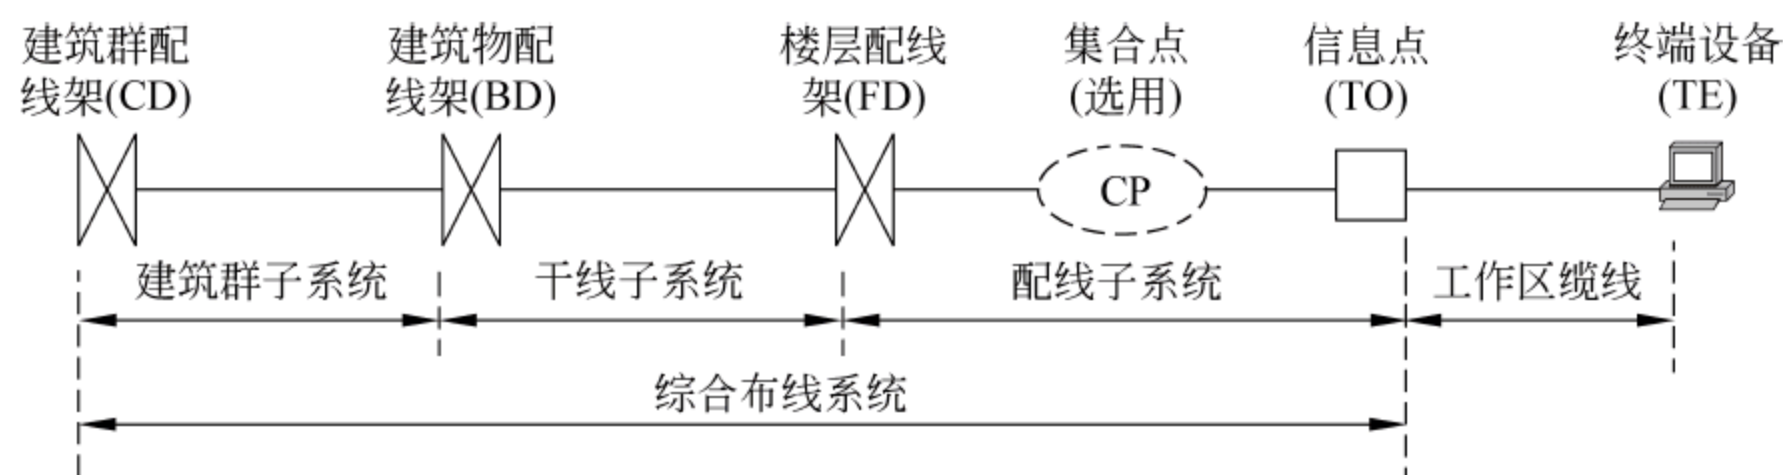 建筑群配
线架(CD)
建筑物配
线架(BD)
楼层配线
架(FD)
集合点
(选用)
信息点
(TO)
终端设备
(TE)
CP
建筑群子系统
干线子系统
配线子系统
工作区缆线
综合布线系统